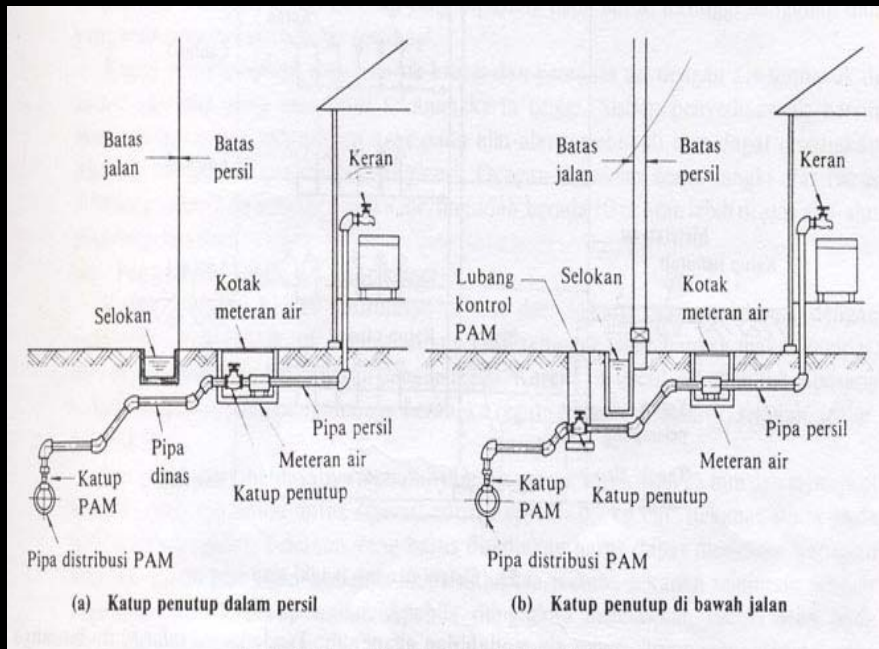 Batas
jalan
Batas
persil
Keran
Kotak
meteran air
Selokan
Pipa persil
Pipa
dinas
Meteran air
Katup
PAM
Katup penutup
Pipa distribusi PAM
(a) Katup penutup dalam persil
Batas
jalan
Batas
persil
Keran
Lubang
kontrol
PAM
Selokan
Kotak
meteran air
Pipa persil
Meteran air
Katup
PAM
Katup penutup
Pipa distribusi PAM
(b) Katup penutup di bawah jalan